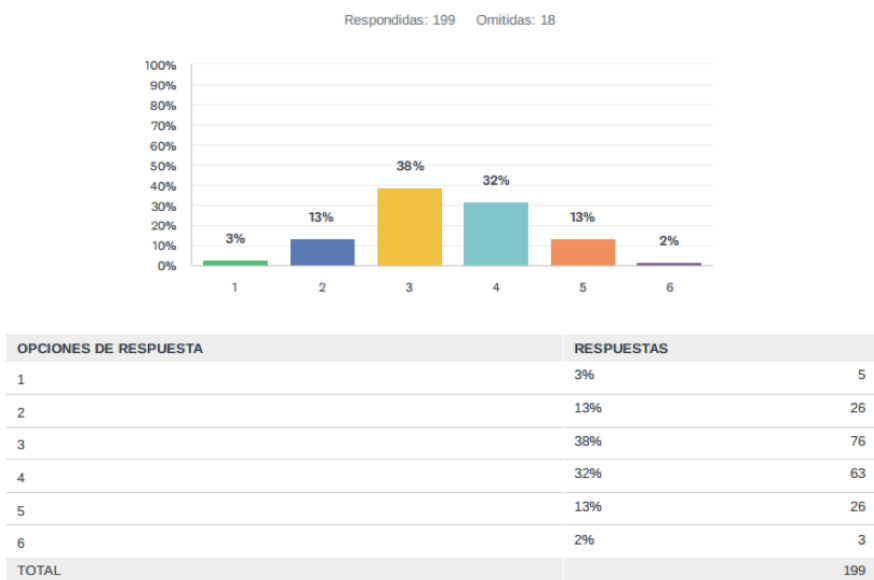 Respondidas: 199 Omitidas: 18
100%
90%
80%
70%
60%
50%
40%
30%
20%
10%
0%
3%
13%
38%
32%
13%
2%
1 2 3 4 5 6
OPCIONES DE RESPUESTA RESPUESTAS
1 3% 5
2 13% 26
3 38% 76
4 32% 63
5 13% 26
6 2% 3
TOTAL 199